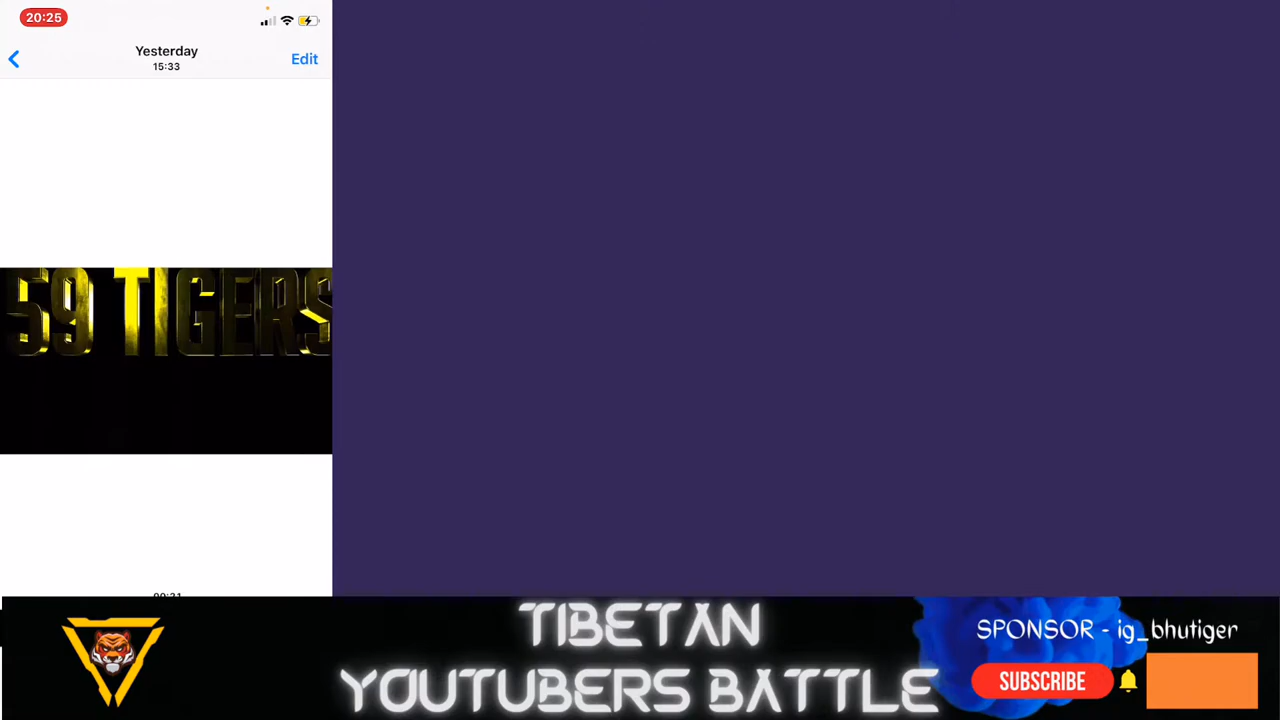 20:25
Yesterday
15:33
Edit
59 TIGERS
TIBETAN
YOUTUBERS BATTLE
SPONSOR - ig_bhutiger
SUBSCRIBE